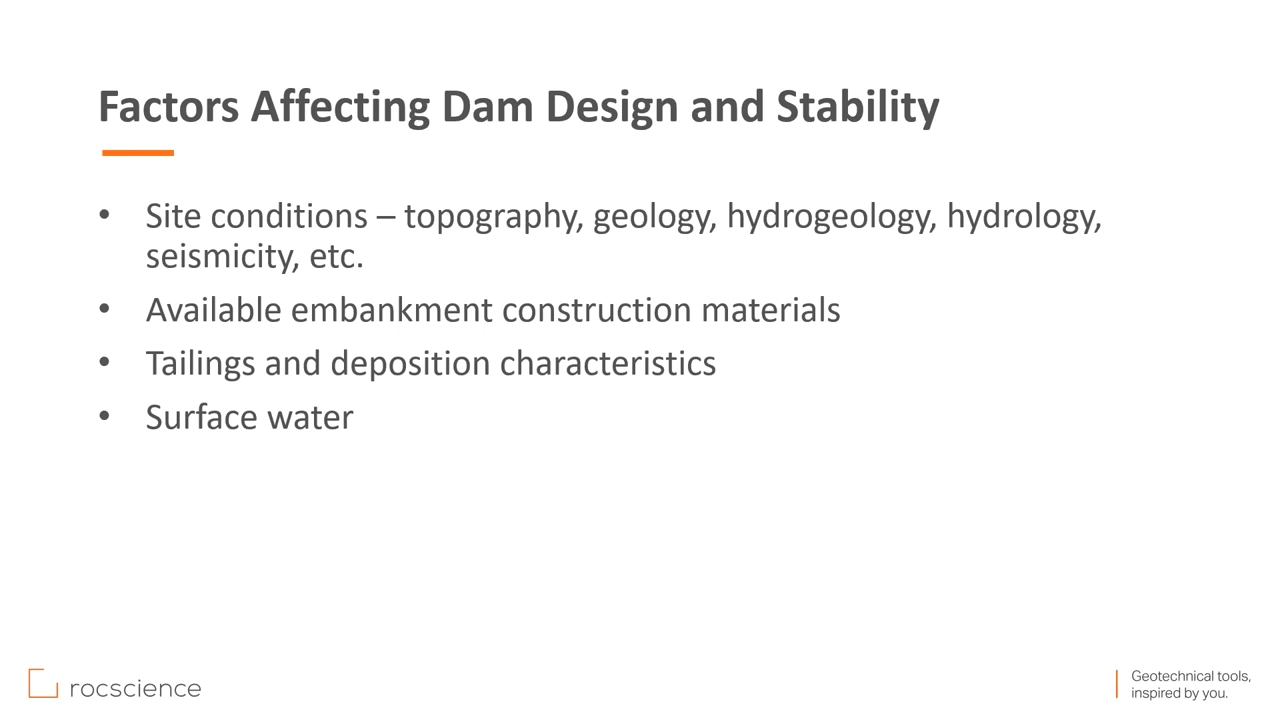 Factors Affecting Dam Design and Stability
• Site conditions – topography, geology, hydrogeology, hydrology,
seismicity, etc.
• Available embankment construction materials
• Tailings and deposition characteristics
• Surface water
rocscience
Geotechnical tools,
inspired by you.